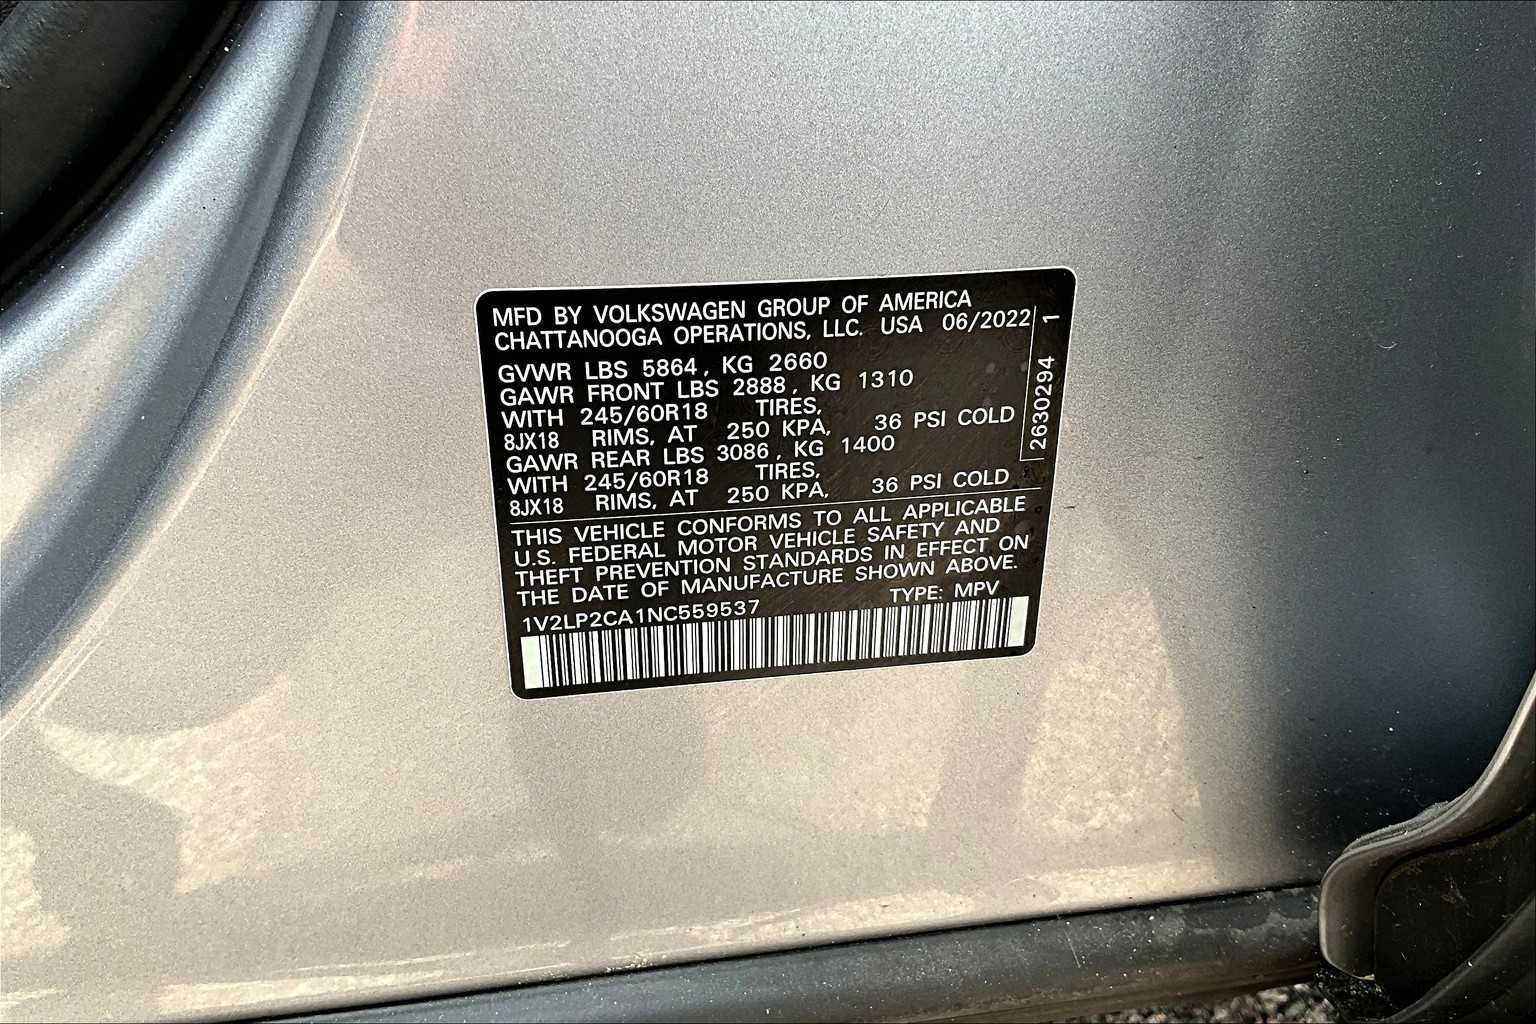 MFD BY VOLKSWAGEN GROUP OF AMERICA
CHATTANOOGA OPERATIONS, LLC. USA 06/2022
GVWR LBS 5864, KG 2660
GAWR FRONT LBS 2888, KG 1310
WITH 245/60R18 TIRES,
8JX18 RIMS, AT 250 KPA, 36 PSI COLD
GAWR REAR LBS 3086, KG 1400
WITH 245/60R18 TIRES,
8JX18 RIMS, AT 250 KPA, 36 PSI COLD
2630294 1
THIS VEHICLE CONFORMS TO ALL APPLICABLE
U.S. FEDERAL MOTOR VEHICLE SAFETY AND
THEFT PREVENTION STANDARDS IN EFFECT ON
THE DATE OF MANUFACTURE SHOWN ABOVE.
1V2LP2CA1NC559537 TYPE: MPV